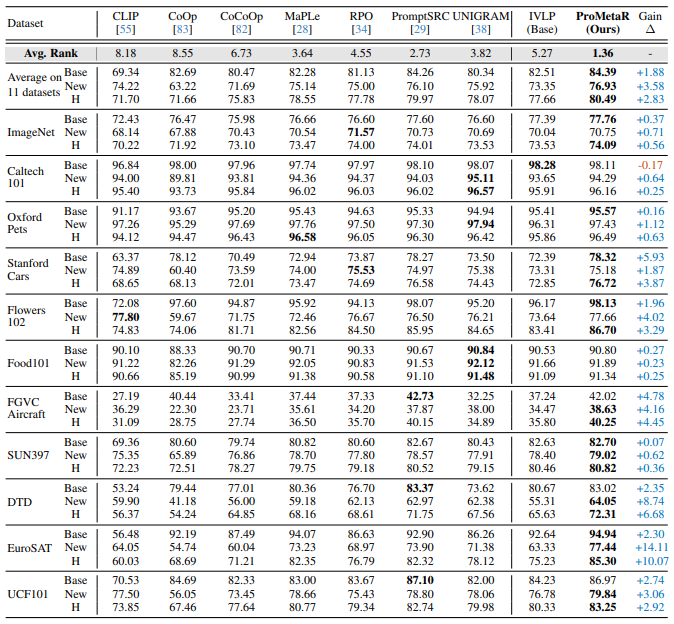 Dataset CLIP CoOp CoCoOp MaPLe RPO PromptSRC UNIGRAM IVLP ProMetaR Gain
[55] [83] [82] [28] [34] [29] [38] (Base) (Ours) Δ
Avg. Rank 8.18 8.55 6.73 3.64 4.55 2.73 3.82 5.27 1.36 -
Average on 11 datasets Base 69.34 82.69 80.47 82.28 81.13 84.26 80.34 82.51 84.39 +1.88
New 74.22 63.22 71.69 75.14 75.00 76.10 75.92 73.35 76.93 +3.58
H 71.70 71.66 75.83 78.55 77.78 79.97 78.07 77.66 80.49 +2.83
ImageNet Base 72.43 76.47 75.98 76.66 76.60 77.60 76.60 77.39 77.76 +0.37
New 68.14 67.88 70.43 70.54 71.57 70.73 70.69 70.04 70.75 +0.71
H 70.22 71.92 73.10 73.47 74.00 74.01 73.53 73.53 74.09 +0.56
Caltech 101 Base 96.84 98.00 97.96 97.74 97.97 98.10 98.07 98.28 98.11 -0.17
New 94.00 89.81 93.81 94.36 94.37 94.03 95.11 93.65 94.29 +0.64
H 95.40 93.73 95.84 96.02 96.03 96.02 96.57 95.91 96.16 +0.25
Oxford Pets Base 91.17 93.67 95.20 95.43 94.63 95.33 94.94 95.41 95.57 +0.16
New 97.26 95.29 97.69 97.76 97.50 97.30 97.94 96.31 97.43 +1.12
H 94.12 94.47 96.43 96.58 96.05 96.30 96.42 95.86 96.49 +0.63
Stanford Cars Base 63.37 78.12 70.49 72.94 73.87 78.27 73.50 72.39 78.32 +5.93
New 74.89 60.40 73.59 74.00 75.53 74.97 75.38 73.31 75.18 +1.87
H 68.65 68.13 72.01 73.47 74.69 76.58 74.43 72.85 76.72 +3.87
Flowers 102 Base 72.08 97.60 94.87 95.92 94.13 98.07 95.20 96.17 98.13 +1.96
New 77.80 59.67 71.75 72.46 76.67 76.50 76.21 73.64 77.66 +4.02
H 74.83 74.06 81.71 82.56 84.50 85.95 84.65 83.41 86.70 +3.29
Food101 Base 90.10 88.33 90.70 90.71 90.33 90.67 90.84 90.53 90.80 +0.27
New 91.22 82.26 91.29 92.05 90.83 91.53 92.12 91.66 91.89 +0.23
H 90.66 85.19 90.99 91.38 90.58 91.10 91.48 91.09 91.34 +0.25
FGVC Aircraft Base 27.19 40.44 33.41 37.44 37.33 42.73 32.25 37.24 42.02 +4.78
New 36.29 22.30 23.71 35.61 34.20 37.87 38.00 34.47 38.63 +4.16
H 31.09 28.75 27.74 36.50 35.70 40.15 34.89 35.80 40.25 +4.45
SUN397 Base 69.36 80.60 79.74 80.82 80.60 82.67 80.43 82.63 82.70 +0.07
New 75.35 65.89 76.86 78.70 77.80 78.57 77.91 78.40 79.02 +0.62
H 72.23 72.51 78.27 79.75 79.18 80.52 79.15 80.46 80.82 +0.36
DTD Base 53.24 79.44 77.01 80.36 76.70 83.37 73.62 80.67 83.02 +2.35
New 59.90 41.18 56.00 59.18 62.13 62.97 62.38 55.31 64.05 +8.74
H 56.37 54.24 64.85 68.16 68.61 71.75 67.56 65.63 72.31 +6.68
EuroSAT Base 56.48 92.19 87.49 94.07 86.63 92.90 86.26 92.64 94.94 +2.30
New 64.05 54.74 60.04 73.23 68.97 73.90 71.38 63.33 77.44 +14.11
H 60.03 68.69 71.21 82.35 76.79 82.32 78.12 75.23 85.30 +10.07
UCF101 Base 70.53 84.69 82.33 83.00 83.67 87.10 82.00 84.23 86.97 +2.74
New 77.50 56.05 73.45 78.66 75.43 78.80 78.06 76.78 79.84 +3.06
H 73.85 67.46 77.64 80.77 79.34 82.74 79.98 80.33 83.25 +2.92